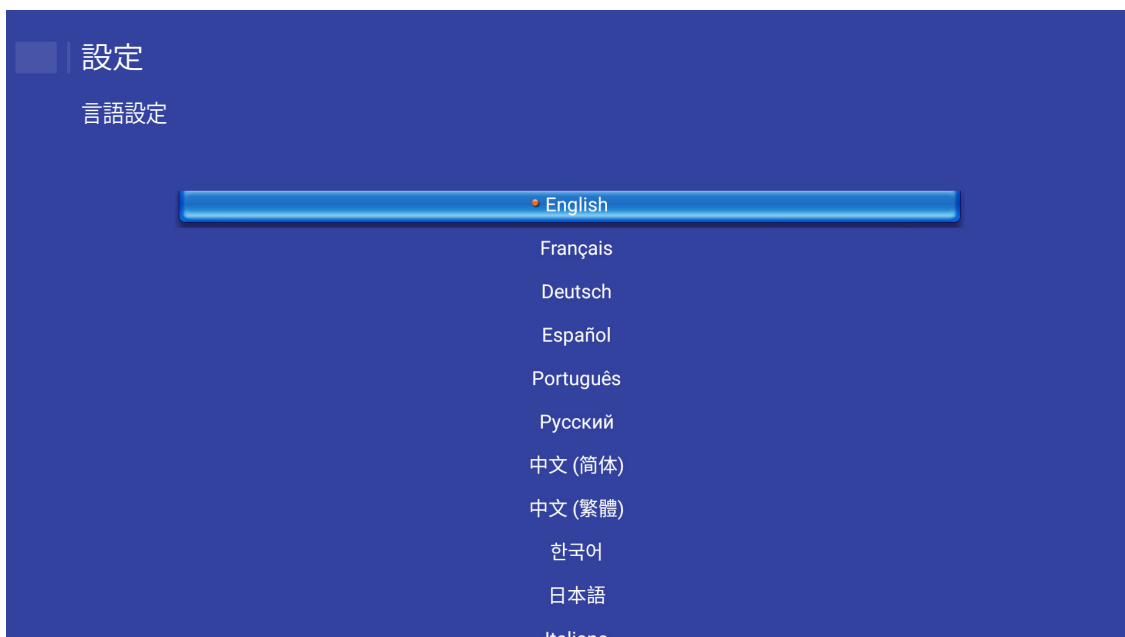 設定
言語設定
English
Français
Deutsch
Español
Português
Русский
中文 (简体)
中文 (繁體)
한국어
日本語